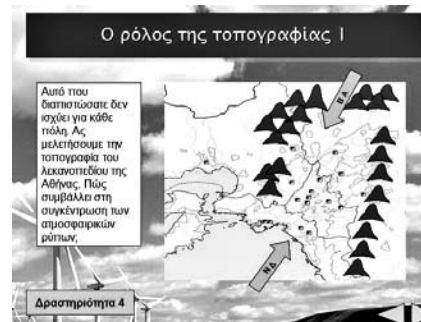 Ο ρόλος της τοπογραφίας 1
Αυτό που
διαπιστώσατε δεν
ισχύει για κάθε
πόλη. Ας
μελετήσουμε την
τοπογραφία του
λεκανοπεδίου της
Αθήνας. Πώς
συμβάλλει στη
συγκέντρωση των
ατμοσφαιρικών
ρύπων;
ΒΑ
ΝΔ
Δραστηριότητα 4